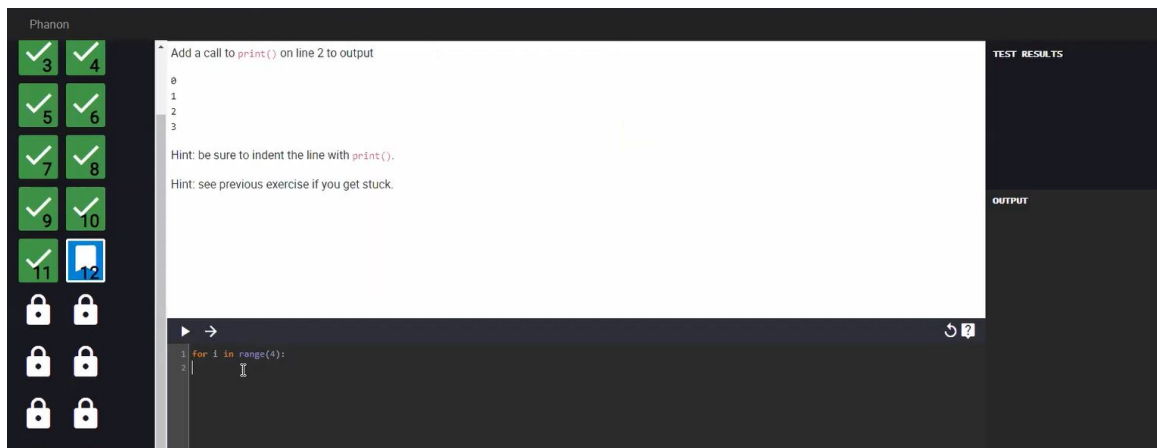 Phanon
3 4
5 6
7 8
9 10
11 12
Add a call to print() on line 2 to output
0
1
2
3
Hint: be sure to indent the line with print().
Hint: see previous exercise if you get stuck.
1 for i in range(4):
2
TEST RESULTS
OUTPUT